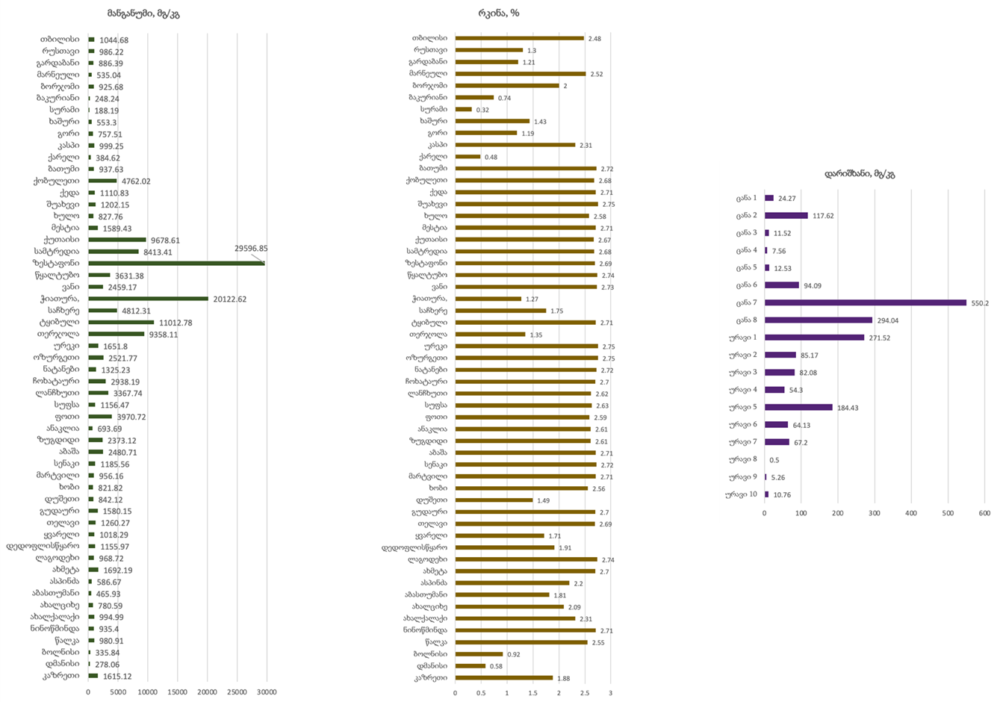 მანგანუმი, მგ/კგ
თბილისი 1044.68
რუსთავი 986.22
გარდაბანი 886.39
მარნეული 535.04
ბორჯომი 925.68
ბაკურიანი 248.24
სურამი 188.19
ხაშური 553.3
გორი 757.51
კასპი 999.25
ქარელი 384.62
ბათუმი 937.63
ქობულეთი 4762.02
ქედა 1110.83
შუახევი 1202.15
ხულო 827.76
მესტია 1589.43
ქუთაისი 9678.61
სამტრედია 8413.41
ზესტაფონი 29596.85
წყალტუბო 3631.38
ვანი 2459.17
ჭიათურა, 20122.62
საჩხერე 4812.31
ტყიბული 11012.78
თერჯოლა 9358.11
ურეკი 1651.8
ოზურგეთი 2521.77
ნატანები 1325.23
ჩოხატაური 2938.19
ლანჩხუთი 3367.74
სუფსა 1156.47
ფოთი 3970.72
ანაკლია 693.69
ზუგდიდი 2373.12
აბაშა 2480.71
სენაკი 1185.56
მარტვილი 956.16
ხობი 821.82
დუშეთი 842.12
გუდაური 1580.15
თელავი 1260.27
ყვარელი 1018.29
დედოფლისწყარო 1155.97
ლაგოდეხი 968.72
ახმეტა 1692.19
ასპინძა 586.67
აბასთუმანი 465.93
ახალციხე 780.59
ახალქალაქი 994.99
ნინოწმინდა 935.4
წალკა 980.91
ბოლნისი 335.84
დმანისი 278.06
კაზრეთი 1615.12
0 5000 10000 15000 20000 25000 30000
რკინა, %
თბილისი 2.48
რუსთავი 1.3
გარდაბანი 1.21
მარნეული 2.52
ბორჯომი 2
ბაკურიანი 0.74
სურამი 0.32
ხაშური 1.43
გორი 1.19
კასპი 2.31
ქარელი 0.48
ბათუმი 2.72
ქობულეთი 2.68
ქედა 2.71
შუახევი 2.75
ხულო 2.58
მესტია 2.71
ქუთაისი 2.67
სამტრედია 2.68
ზესტაფონი 2.69
წყალტუბო 2.74
ვანი 2.73
ჭიათურა, 1.27
საჩხერე 1.75
ტყიბული 2.71
თერჯოლა 1.35
ურეკი 2.75
ოზურგეთი 2.75
ნატანები 2.72
ჩოხატაური 2.7
ლანჩხუთი 2.62
სუფსა 2.63
ფოთი 2.59
ანაკლია 2.61
ზუგდიდი 2.61
აბაშა 2.71
სენაკი 2.72
მარტვილი 2.71
ხობი 2.56
დუშეთი 1.49
გუდაური 2.7
თელავი 2.69
ყვარელი 1.71
დედოფლისწყარო 1.91
ლაგოდეხი 2.74
ახმეტა 2.7
ასპინძა 2.2
აბასთუმანი 1.81
ახალციხე 2.09
ახალქალაქი 2.31
ნინოწმინდა 2.71
წალკა 2.55
ბოლნისი 0.92
დმანისი 0.58
კაზრეთი 1.88
0 0.5 1 1.5 2 2.5 3
დარიშხანი, მგ/კგ
ცანა 1 24.27
ცანა 2 117.62
ცანა 3 11.52
ცანა 4 7.56
ცანა 5 12.53
ცანა 6 94.09
ცანა 7 550.2
ცანა 8 294.04
ურავი 1 271.52
ურავი 2 85.17
ურავი 3 82.08
ურავი 4 54.3
ურავი 5 184.43
ურავი 6 64.13
ურავი 7 67.2
ურავი 8 0.5
ურავი 9 5.26
ურავი 10 10.76
0 100 200 300 400 500 600